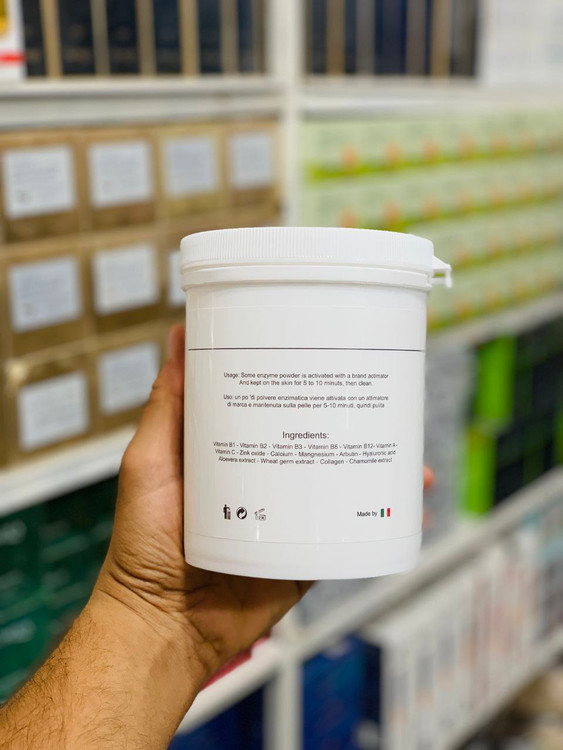 Usage: Some enzyme powder is activated with a brand actimator
And kept on the skin for 5 to 10 minuts, then clean.
Uso: un po 'di polvere enzimatica viene attivata con un attimatore
di marca e mantenuta sulla pelle per 5-10 minuti, quindi pulita
Ingredients:
Vitamin B1 - Vitamin B2 - Vitamin B3 - Vitamin B6 - Vitamin B12- Vitamin A -
Vitamin C - Zink oxide - Calcium - Mangnesium - Arbutin - Hyaluronic acid
Aloevera extract - Wheat germ extract - Collagen - Chamomile extract
Made by